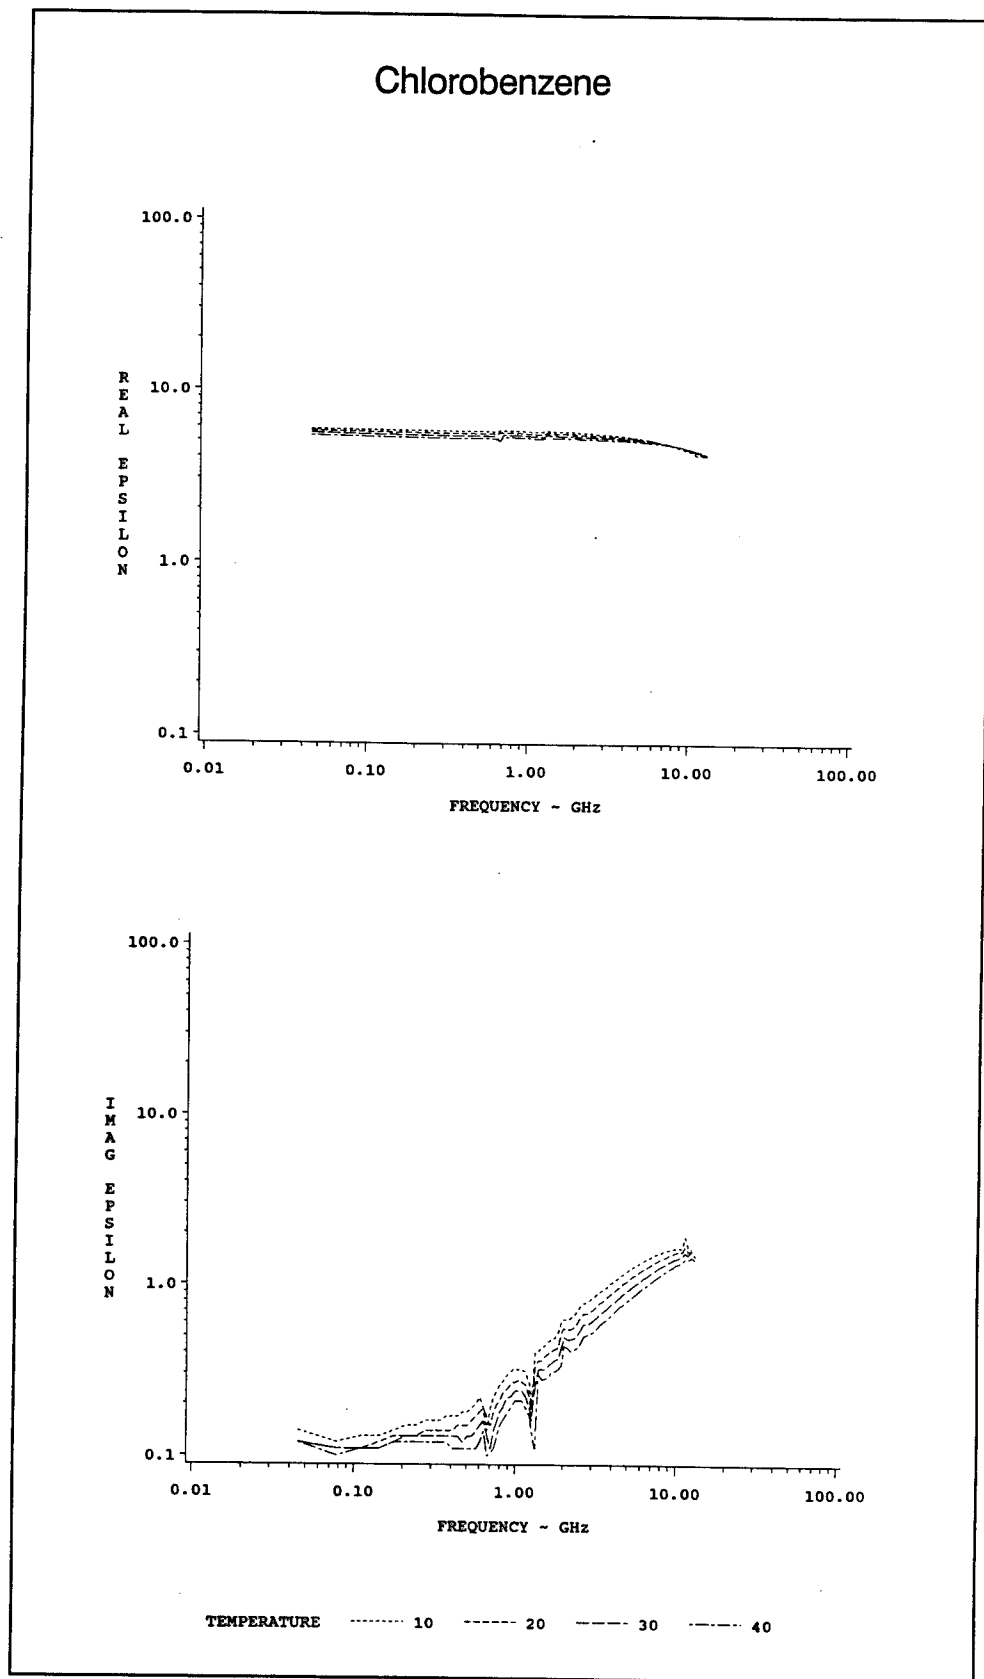 Chlorobenzene
100.0
10.0
1.0
0.1
REAL EPSILON
0.01 0.10 1.00 10.00 100.00
FREQUENCY ~ GHz
100.0
10.0
1.0
0.1
IMAG EPSILON
0.01 0.10 1.00 10.00 100.00
FREQUENCY ~ GHz
TEMPERATURE 10 20 30 40